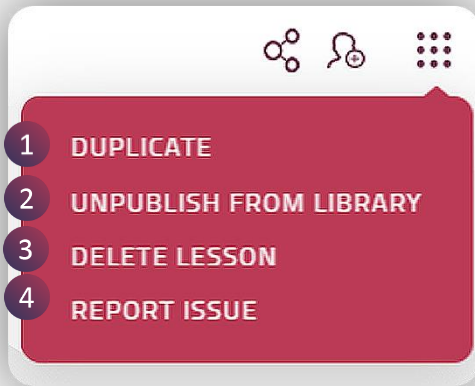 1 DUPLICATE
2 UNPUBLISH FROM LIBRARY
3 DELETE LESSON
4 REPORT ISSUE